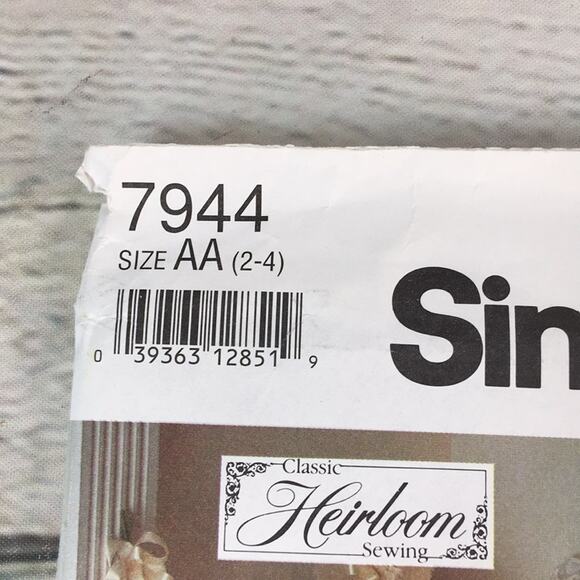 7944
SIZE AA (2-4)
Sin
0 39363 12851 9
Classic
Heirloom
Sewing